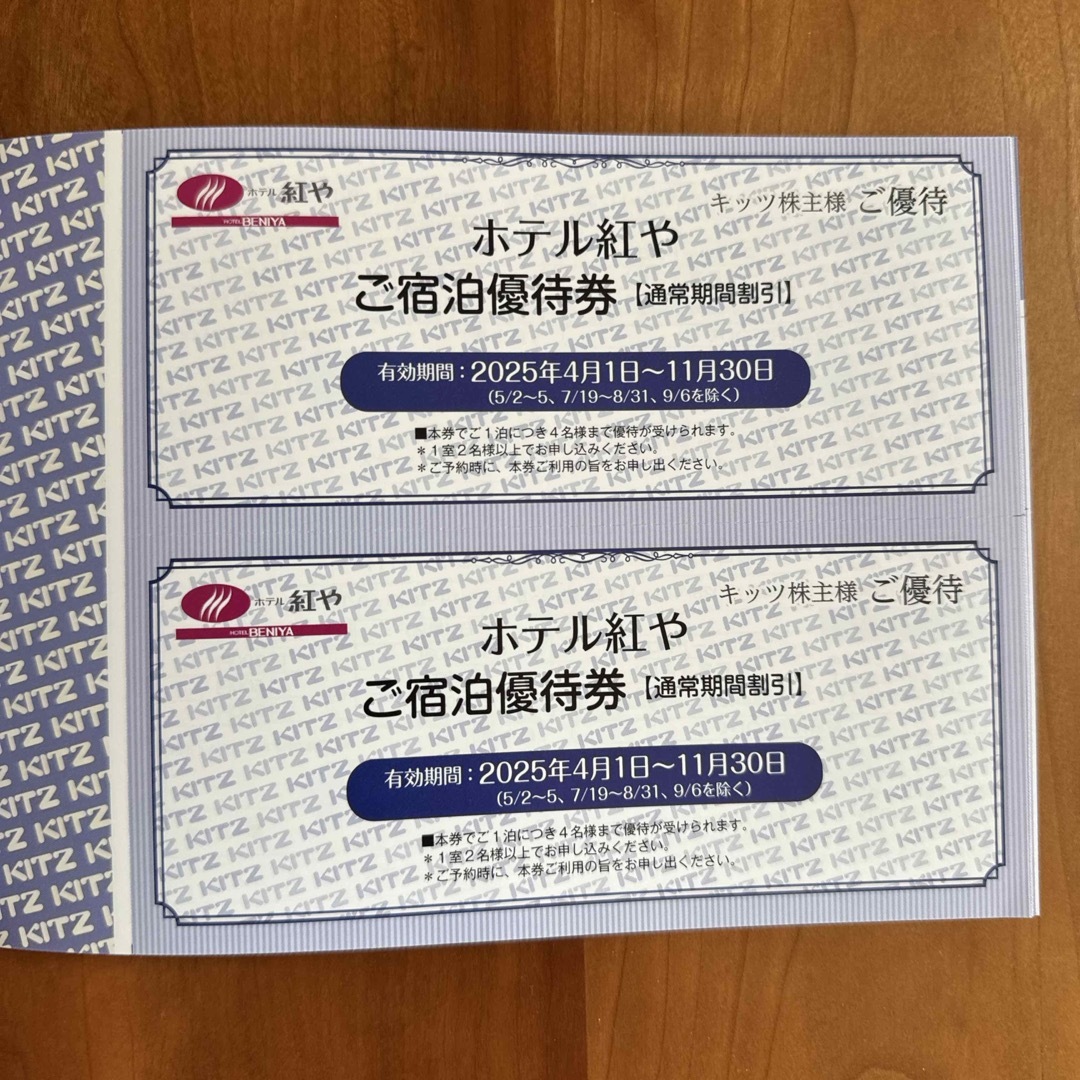 ホテル 紅や
HOTEL BENIYA
キッツ株主様 ご優待
ホテル紅や
ご宿泊優待券【通常期間割引】
有効期間：2025年4月1日～11月30日
(5/2～5、7/19～8/31、9/6を除く)
■本券でご1泊につき4名様まで優待が受けられます。
＊1室2名様以上でお申し込みください。
＊ご予約時に、本券ご利用の旨をお申し出ください。
ホテル 紅や
HOTEL BENIYA
キッツ株主様 ご優待
ホテル紅や
ご宿泊優待券【通常期間割引】
有効期間：2025年4月1日～11月30日
(5/2～5、7/19～8/31、9/6を除く)
■本券でご1泊につき4名様まで優待が受けられます。
＊1室2名様以上でお申し込みください。
＊ご予約時に、本券ご利用の旨をお申し出ください。
KITZ